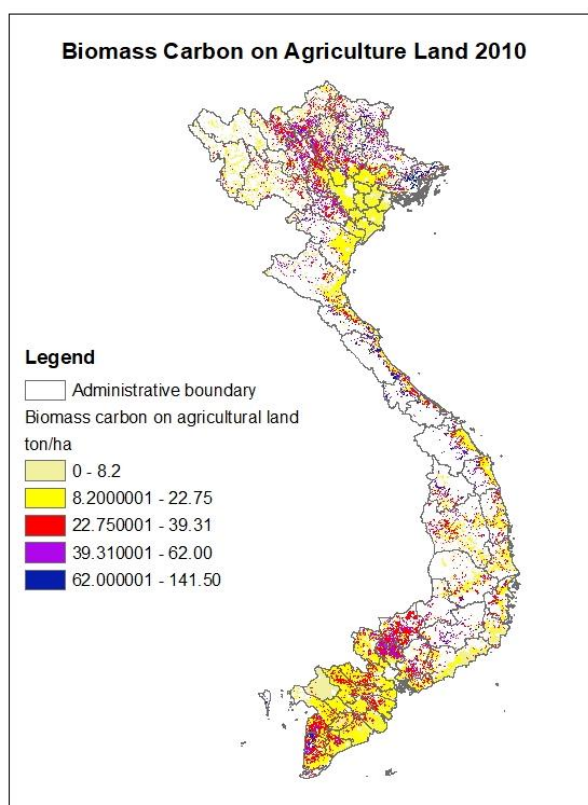 Biomass Carbon on Agriculture Land 2010
Legend
Administrative boundary
Biomass carbon on agricultural land
ton/ha
0 - 8.2
8.2000001 - 22.75
22.750001 - 39.31
39.310001 - 62.00
62.000001 - 141.50